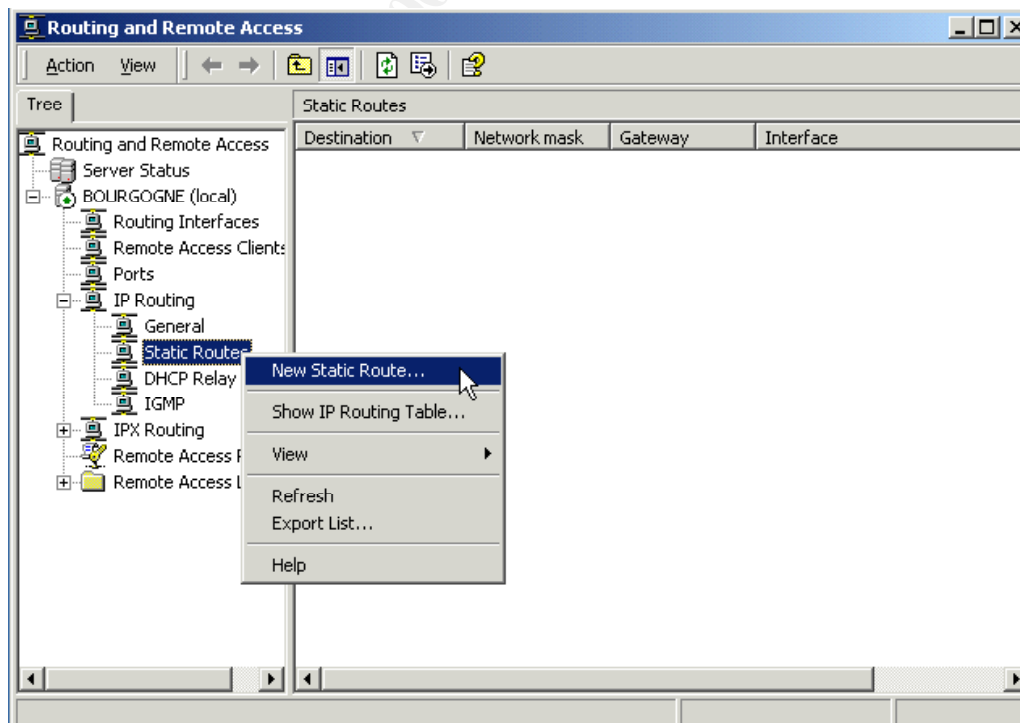 Routing and Remote Access
Action View
Tree
Static Routes
Destination Network mask Gateway Interface
Routing and Remote Access
Server Status
BOURGOGNE (local)
Routing Interfaces
Remote Access Clients
Ports
IP Routing
General
Static Routes
DHCP Relay
IGMP
IPX Routing
Remote Access
Remote Access
New Static Route...
Show IP Routing Table...
View
Refresh
Export List...
Help